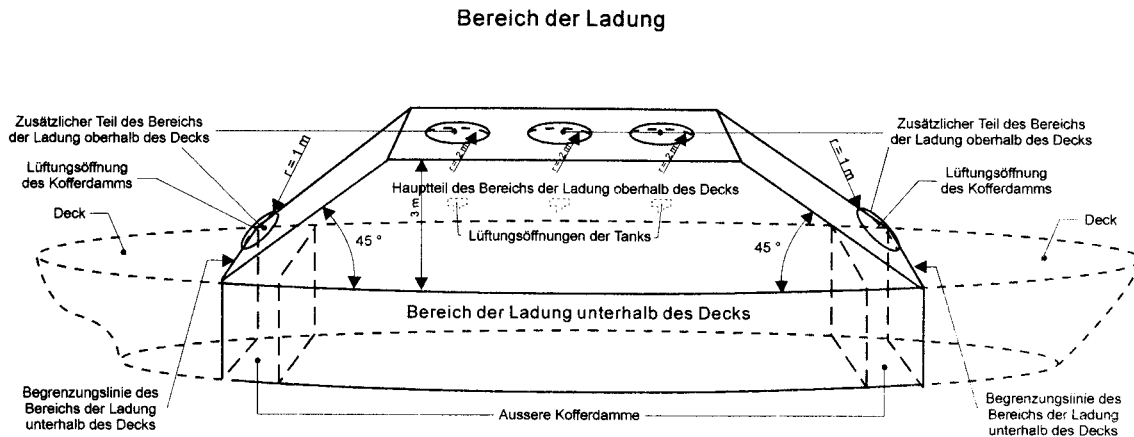 Bereich der Ladung
Zusätzlicher Teil des Bereichs
der Ladung oberhalb des Decks
r = 1 m
Lüftungsöffnung
des Kofferdamms
Deck
r = 2 m
r = 2 m
r = 2 m
Hauptteil des Bereichs der Ladung oberhalb des Decks
3 m
Lüftungsöffnungen der Tanks
45 °
45 °
Zusätzlicher Teil des Bereichs
der Ladung oberhalb des Decks
r = 1 m
Lüftungsöffnung
des Kofferdamms
Deck
Bereich der Ladung unterhalb des Decks
Begrenzungslinie des
Bereichs der Ladung
unterhalb des Decks
Aussere Kofferdamme
Begrenzungslinie des
Bereichs der Ladung
unterhalb des Decks